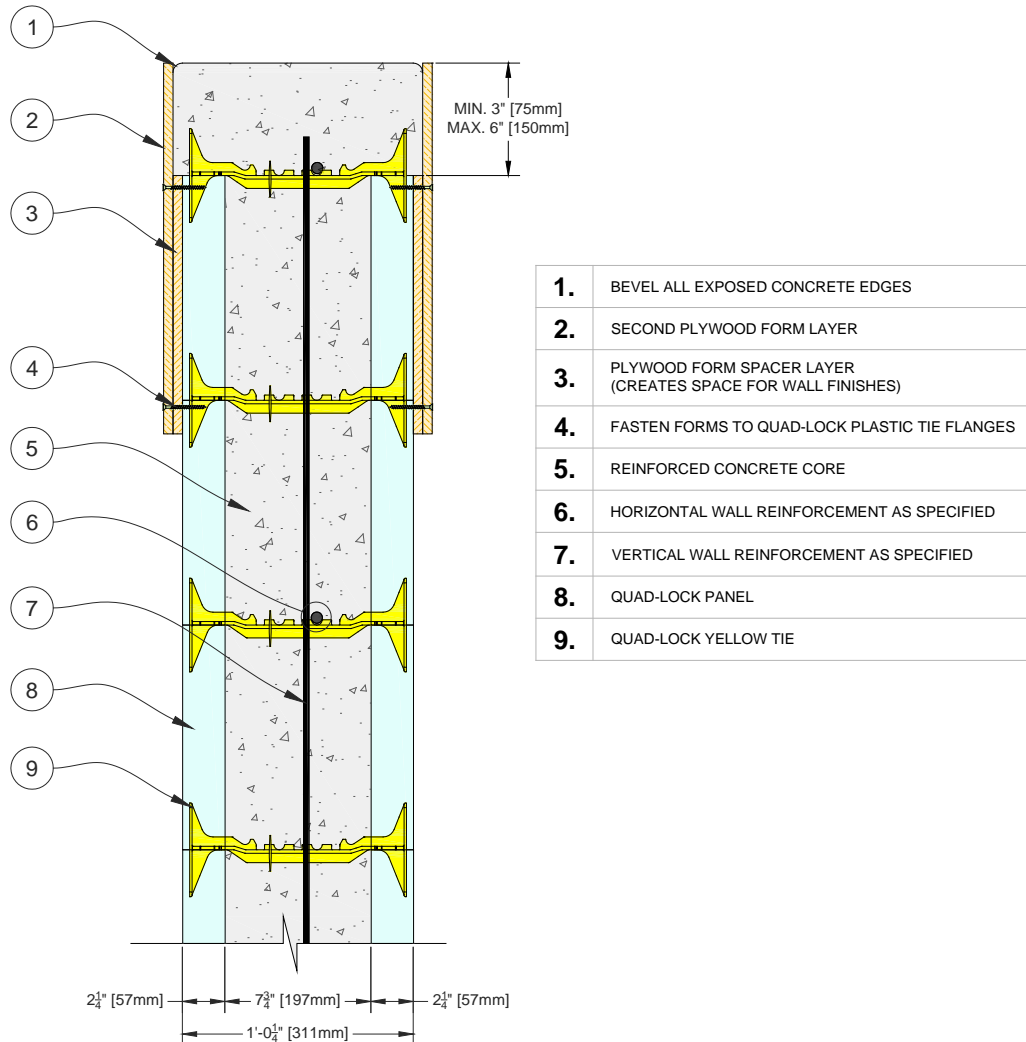 1
2
3
4
5
6
7
8
9
MIN. 3" [75mm]
MAX. 6" [150mm]
1. BEVEL ALL EXPOSED CONCRETE EDGES
2. SECOND PLYWOOD FORM LAYER
3. PLYWOOD FORM SPACER LAYER
(CREATES SPACE FOR WALL FINISHES)
4. FASTEN FORMS TO QUAD-LOCK PLASTIC TIE FLANGES
5. REINFORCED CONCRETE CORE
6. HORIZONTAL WALL REINFORCEMENT AS SPECIFIED
7. VERTICAL WALL REINFORCEMENT AS SPECIFIED
8. QUAD-LOCK PANEL
9. QUAD-LOCK YELLOW TIE
2¼" [57mm] 7¾" [197mm] 2¼" [57mm]
1'-0¼" [311mm]